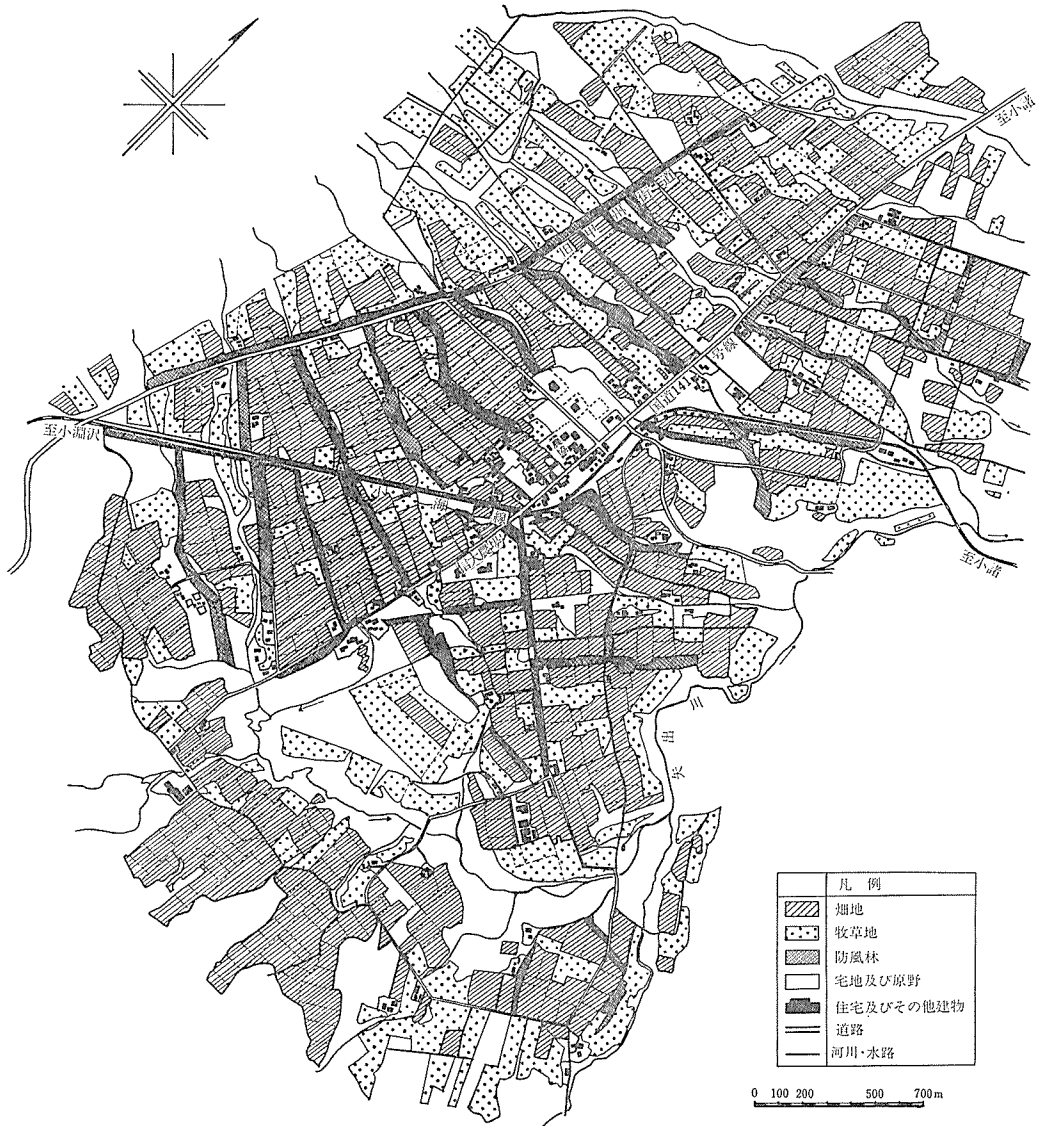 至小諸
国道141号線
至小淵沢
海線
至小諸
矢出川
凡例
畑地
牧草地
防風林
宅地及び原野
住宅及びその他建物
道路
河川・水路
0 100 200 500 700m